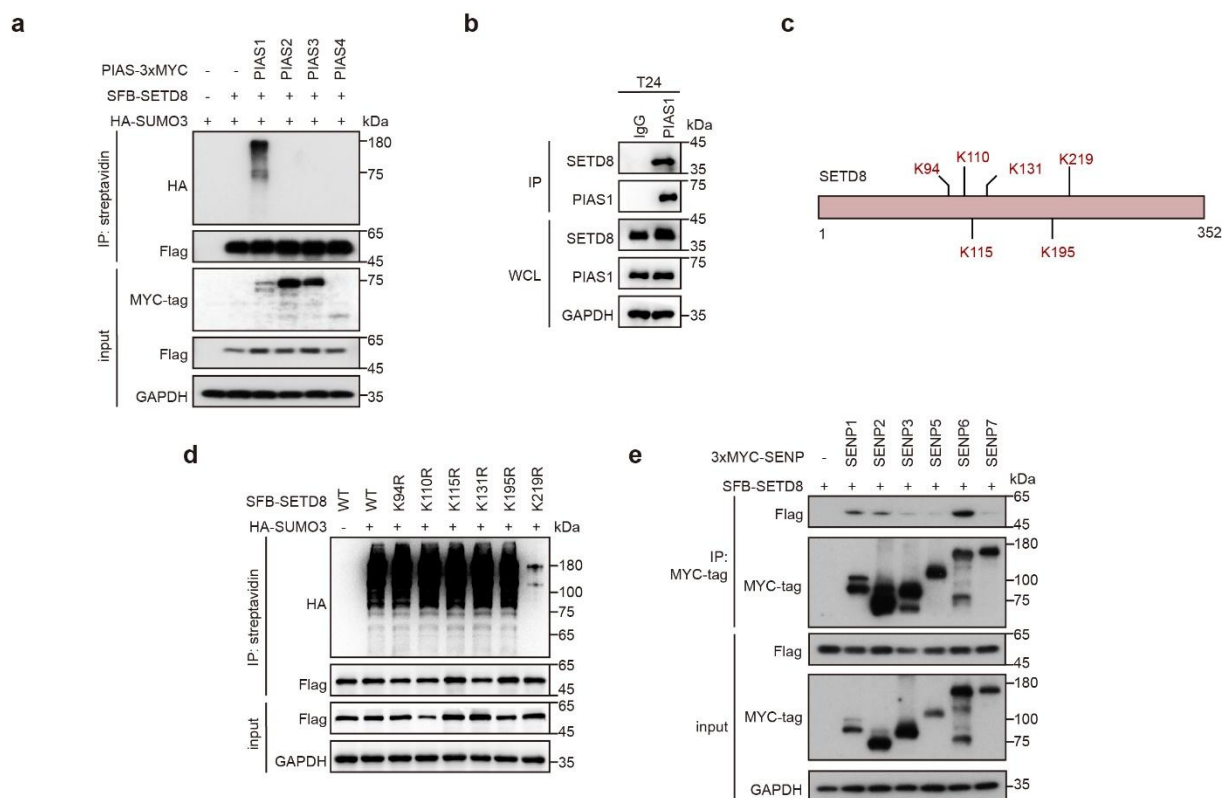 a
PIAS-3xMYC - - PIAS1 PIAS2 PIAS3 PIAS4
SFB-SETD8 - + + + + +
HA-SUMO3 + + + + + + kDa
IP: streptavidin
HA
180
75
Flag
65
45
input
MYC-tag
75
Flag
65
45
GAPDH
35
b
T24
IgG PIAS1 kDa
IP
SETD8
45
35
PIAS1
75
WCL
SETD8
45
35
PIAS1
75
GAPDH
35
c
SETD8
K94 K110 K131 K219
1 352
K115 K195
d
SFB-SETD8 WT WT K94R K110R K115R K131R K195R K219R
HA-SUMO3 - + + + + + + + kDa
IP: streptavidin
HA
180
100
75
65
Flag
65
45
input
Flag
65
45
GAPDH
35
e
3xMYC-SENP - SENP1 SENP2 SENP3 SENP5 SENP6 SENP7
SFB-SETD8 + + + + + + + kDa
IP:
MYC-tag
Flag
65
45
MYC-tag
180
100
75
input
Flag
65
45
MYC-tag
180
100
75
GAPDH
35